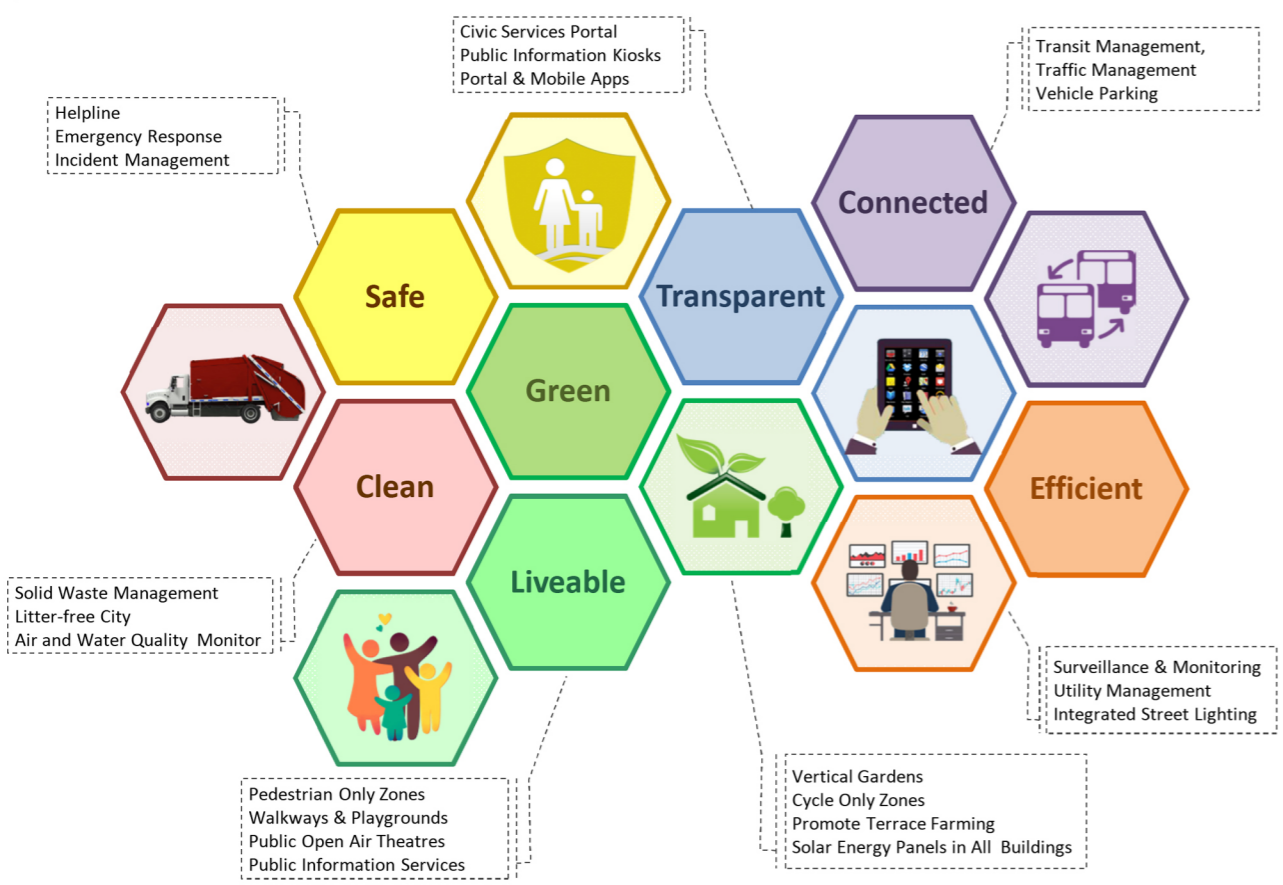 Civic Services Portal
Public Information Kiosks
Portal & Mobile Apps
Transit Management,
Traffic Management
Vehicle Parking
Helpline
Emergency Response
Incident Management
Connected
Safe
Transparent
Green
Clean
Efficient
Liveable
Solid Waste Management
Litter-free City
Air and Water Quality Monitor
Surveillance & Monitoring
Utility Management
Integrated Street Lighting
Pedestrian Only Zones
Walkways & Playgrounds
Public Open Air Theatres
Public Information Services
Vertical Gardens
Cycle Only Zones
Promote Terrace Farming
Solar Energy Panels in All Buildings